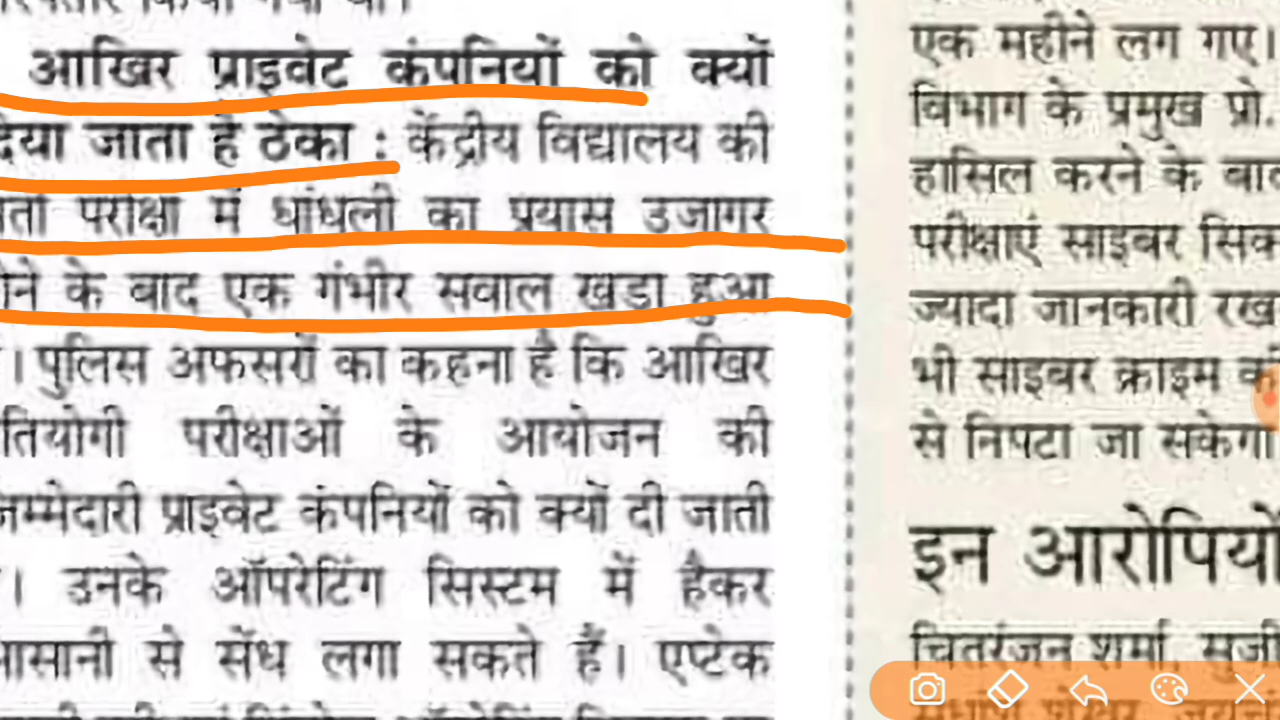 आखिर प्राइवेट कंपनियों को क्यों
दिया जाता है ठेका : केंद्रीय विद्यालय की
परीक्षा में धांधली का प्रयास उजागर
के बाद एक गंभीर सवाल खड़ा हुआ
। पुलिस अफसरों का कहना है कि आखिर
तियोगी परीक्षाओं के आयोजन की
जिम्मेदारी प्राइवेट कंपनियों को क्यों दी जाती
। उनके ऑपरेटिंग सिस्टम में हैकर
आसानी से सेंध लगा सकते हैं। एप्टेक
एक महीने लग गए।
विभाग के प्रमुख प्रो.
हासिल करने के बाद
परीक्षाएं साइबर सिक
ज्यादा जानकारी रख
भी साइबर क्राइम
से निपटा जा सकेगा
इन आरोपियों
चितरंजन शर्मा, सुजी